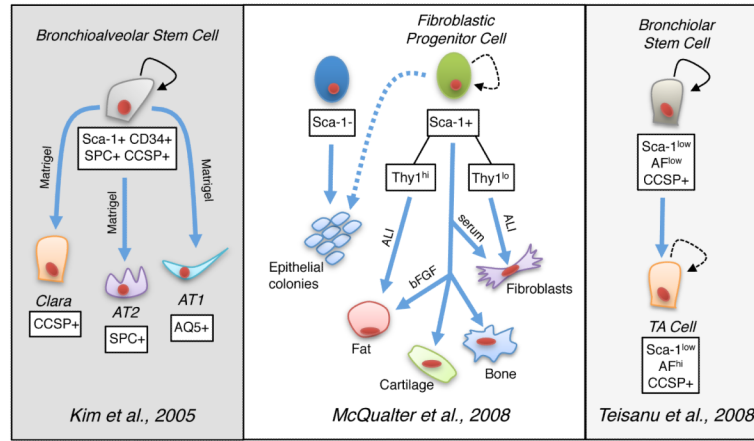 Bronchioalveolar Stem Cell
Sca-1+ CD34+
SPC+ CCSP+
Matrigel
Matrigel
Matrigel
Clara
CCSP+
AT2
SPC+
AT1
AQ5+
Kim et al., 2005
Fibroblastic
Progenitor Cell
Sca-1-
Sca-1+
Thy1hi
Thy1lo
ALI
serum
ALI
bFGF
Epithelial
colonies
Fibroblasts
Fat
Cartilage
Bone
McQualter et al., 2008
Bronchiolar
Stem Cell
Sca-1low
AFlow
CCSP+
TA Cell
Sca-1low
AFhi
CCSP+
Teisanu et al., 2008